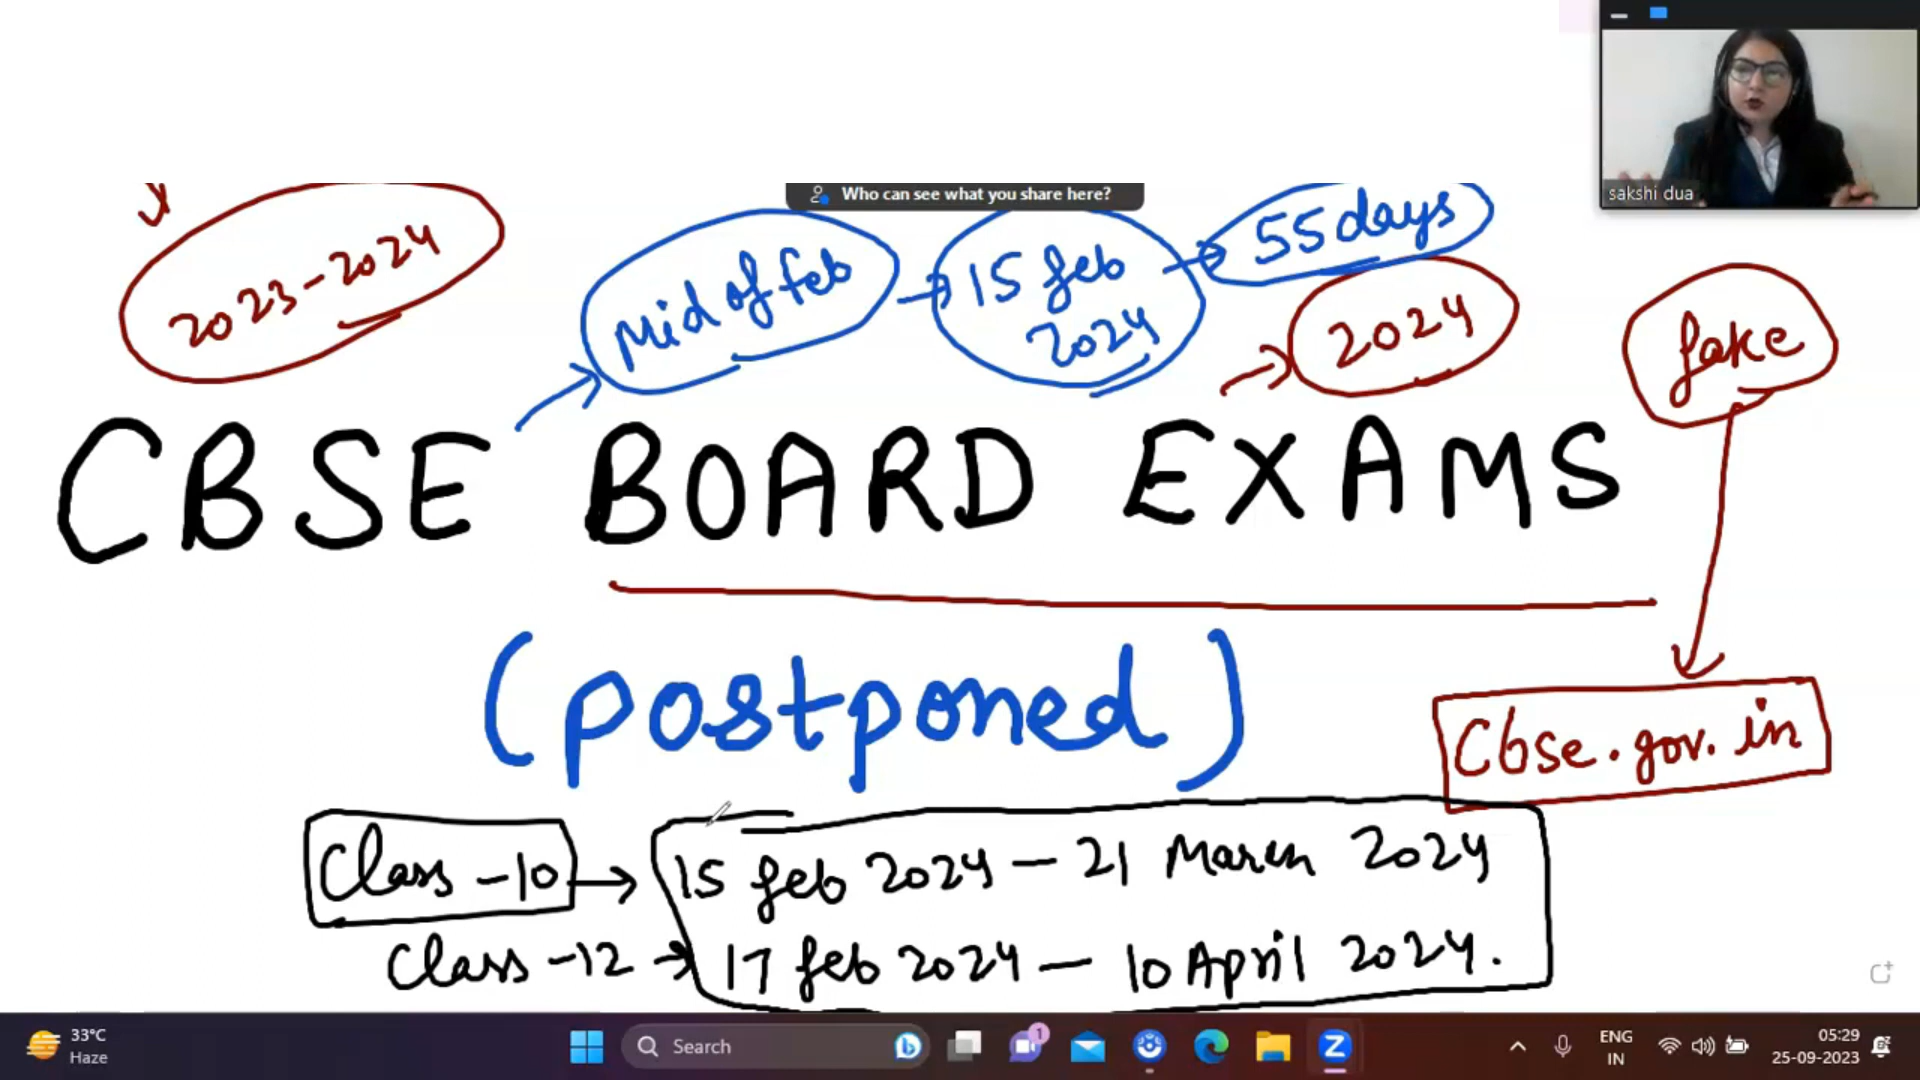 sakshi dua
Who can see what you share here?
2023-2024
Mid of feb
15 feb
2024
55 days
2024
fake
CBSE BOARD EXAMS
(postponed)
Cbse.gov.in
Class-10 → 15 feb 2024 - 21 March 2024
Class-12 → 17 feb 2024 - 10 April 2024.
33°C
Haze
Search
1
ENG
IN
05:29
25-09-2023